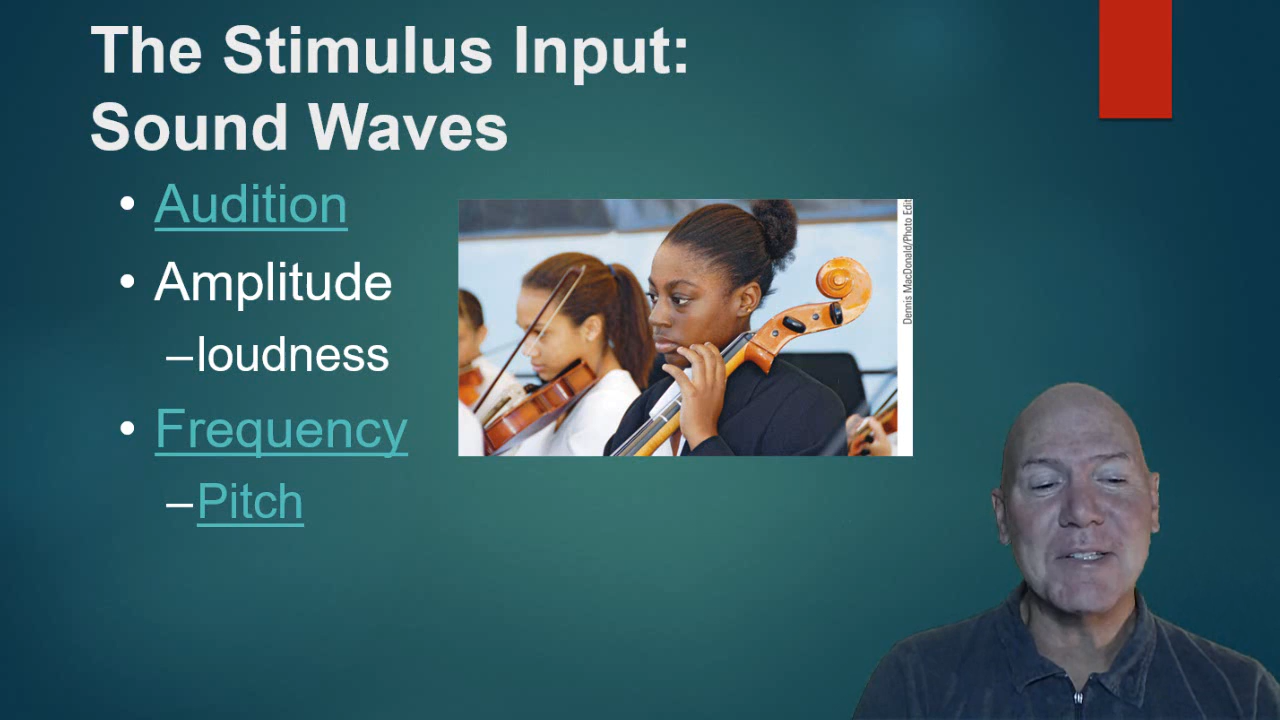 The Stimulus Input:
Sound Waves
• Audition
• Amplitude
–loudness
• Frequency
–Pitch
Dennis MacDonald/Photo Edit